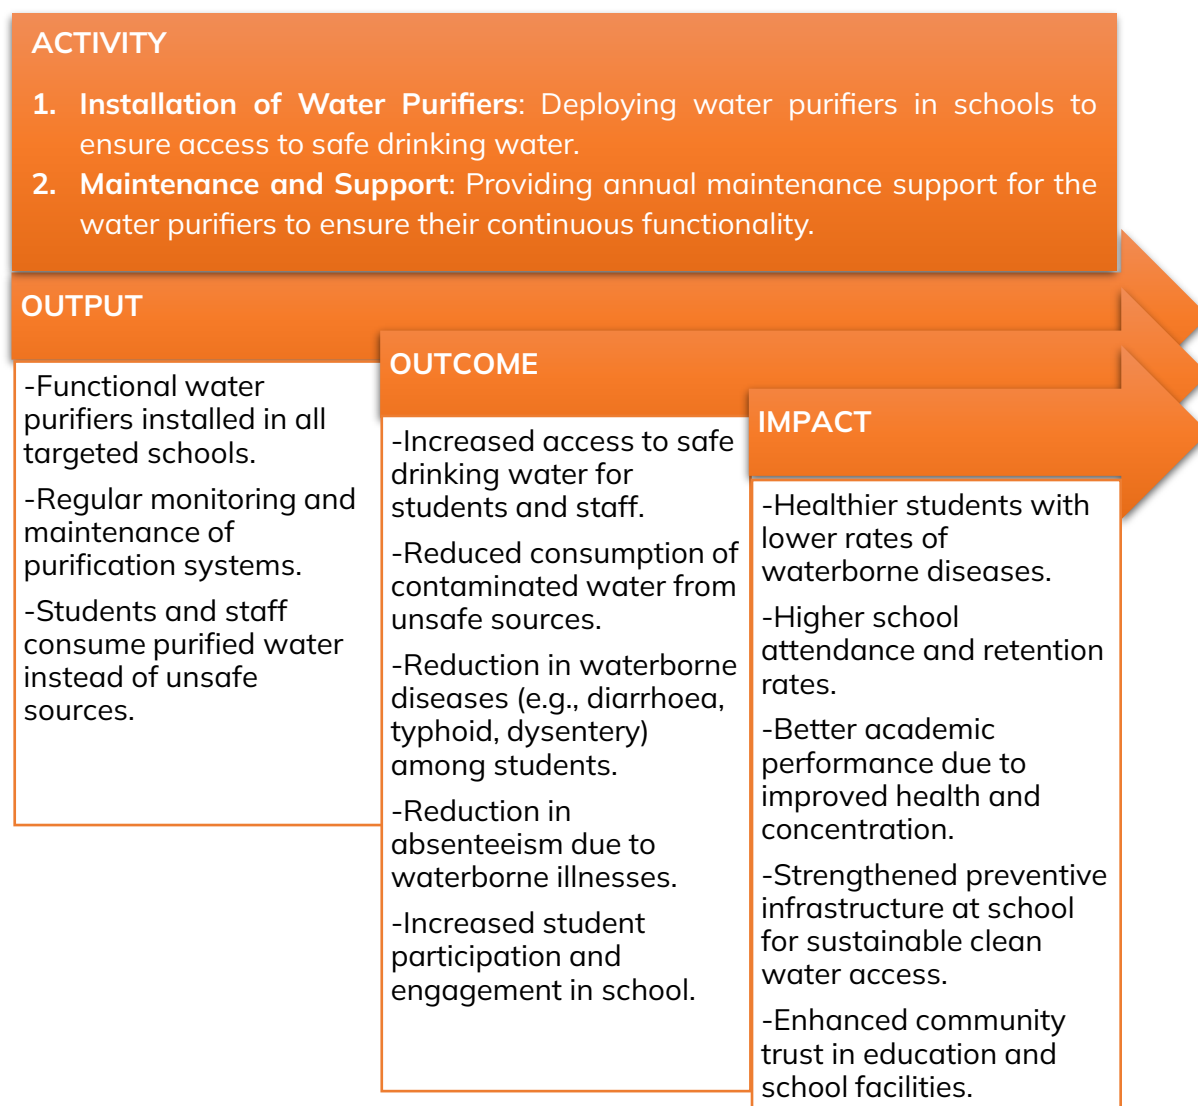 ACTIVITY
1. Installation of Water Purifiers: Deploying water purifiers in schools to
ensure access to safe drinking water.
2. Maintenance and Support: Providing annual maintenance support for the
water purifiers to ensure their continuous functionality.
OUTPUT
-Functional water
purifiers installed in all
targeted schools.
-Regular monitoring and
maintenance of
purification systems.
-Students and staff
consume purified water
instead of unsafe
sources.
OUTCOME
-Increased access to safe
drinking water for
students and staff.
-Reduced consumption of
contaminated water from
unsafe sources.
-Reduction in waterborne
diseases (e.g., diarrhoea,
typhoid, dysentery)
among students.
-Reduction in
absenteeism due to
waterborne illnesses.
-Increased student
participation and
engagement in school.
IMPACT
-Healthier students with
lower rates of
waterborne diseases.
-Higher school
attendance and retention
rates.
-Better academic
performance due to
improved health and
concentration.
-Strengthened preventive
infrastructure at school
for sustainable clean
water access.
-Enhanced community
trust in education and
school facilities.